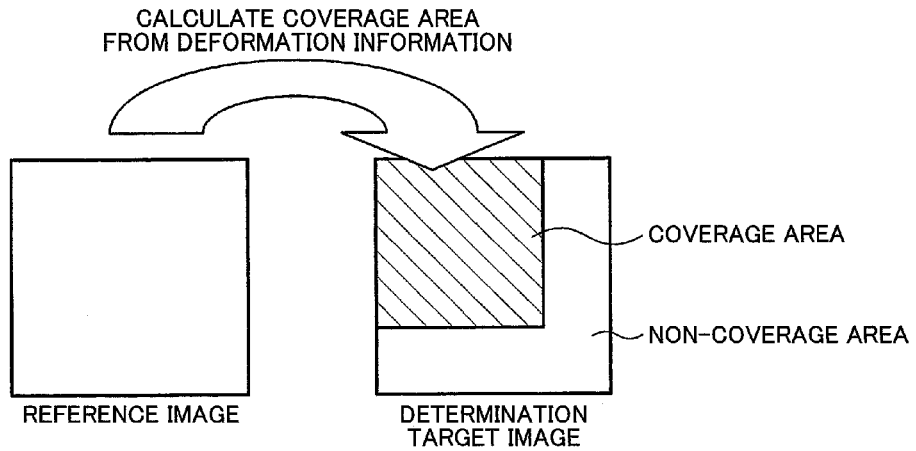 CALCULATE COVERAGE AREA
FROM DEFORMATION INFORMATION
COVERAGE AREA
NON-COVERAGE AREA
REFERENCE IMAGE
DETERMINATION
TARGET IMAGE